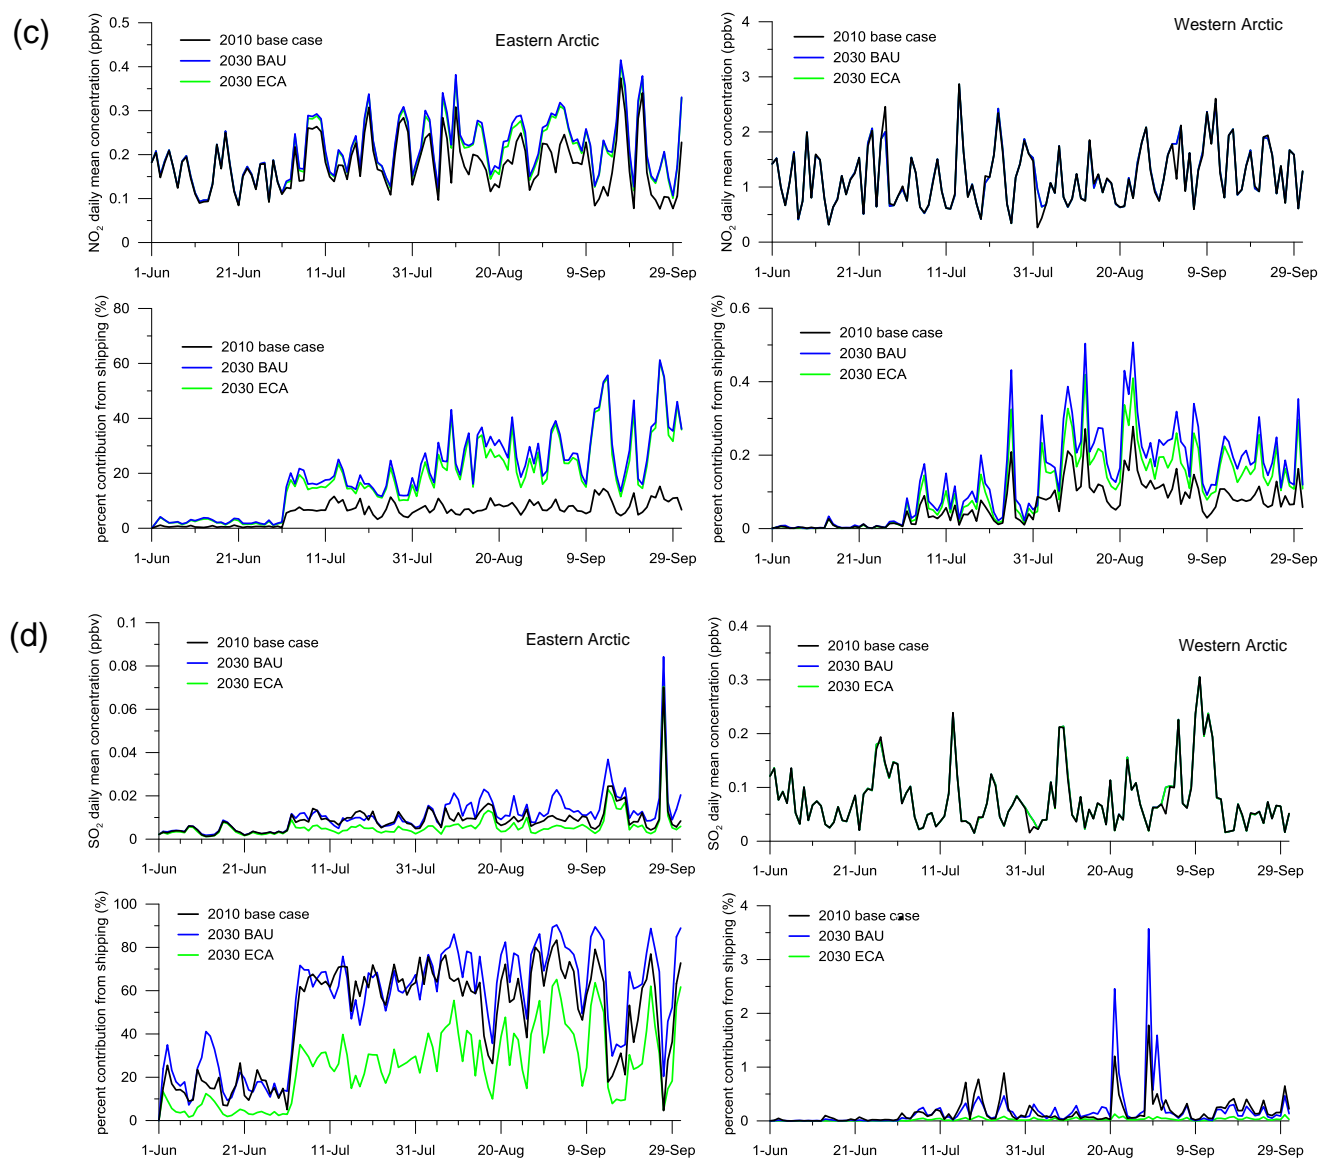 (c)
NO2 daily mean concentration (ppbv)
0.5
0.4
0.3
0.2
0.1
0
2010 base case
2030 BAU
2030 ECA
Eastern Arctic
1-Jun 21-Jun 11-Jul 31-Jul 20-Aug 9-Sep 29-Sep
NO2 daily mean concentration (ppbv)
4
3
2
1
0
2010 base case
2030 BAU
2030 ECA
Western Arctic
1-Jun 21-Jun 11-Jul 31-Jul 20-Aug 9-Sep 29-Sep
percent contribution from shipping (%)
80
60
40
20
0
2010 base case
2030 BAU
2030 ECA
1-Jun 21-Jun 11-Jul 31-Jul 20-Aug 9-Sep 29-Sep
percent contribution from shipping (%)
0.6
0.4
0.2
0
2010 base case
2030 BAU
2030 ECA
1-Jun 21-Jun 11-Jul 31-Jul 20-Aug 9-Sep 29-Sep
(d)
SO2 daily mean concentration (ppbv)
0.1
0.08
0.06
0.04
0.02
0
2010 base case
2030 BAU
2030 ECA
Eastern Arctic
1-Jun 21-Jun 11-Jul 31-Jul 20-Aug 9-Sep 29-Sep
SO2 daily mean concentration (ppbv)
0.4
0.3
0.2
0.1
0
2010 base case
2030 BAU
2030 ECA
Western Arctic
1-Jun 21-Jun 11-Jul 31-Jul 20-Aug 9-Sep 29-Sep
percent contribution from shipping (%)
100
80
60
40
20
0
2010 base case
2030 BAU
2030 ECA
1-Jun 21-Jun 11-Jul 31-Jul 20-Aug 9-Sep 29-Sep
percent contribution from shipping (%)
4
3
2
1
0
2010 base case
2030 BAU
2030 ECA
1-Jun 21-Jun 11-Jul 31-Jul 20-Aug 9-Sep 29-Sep